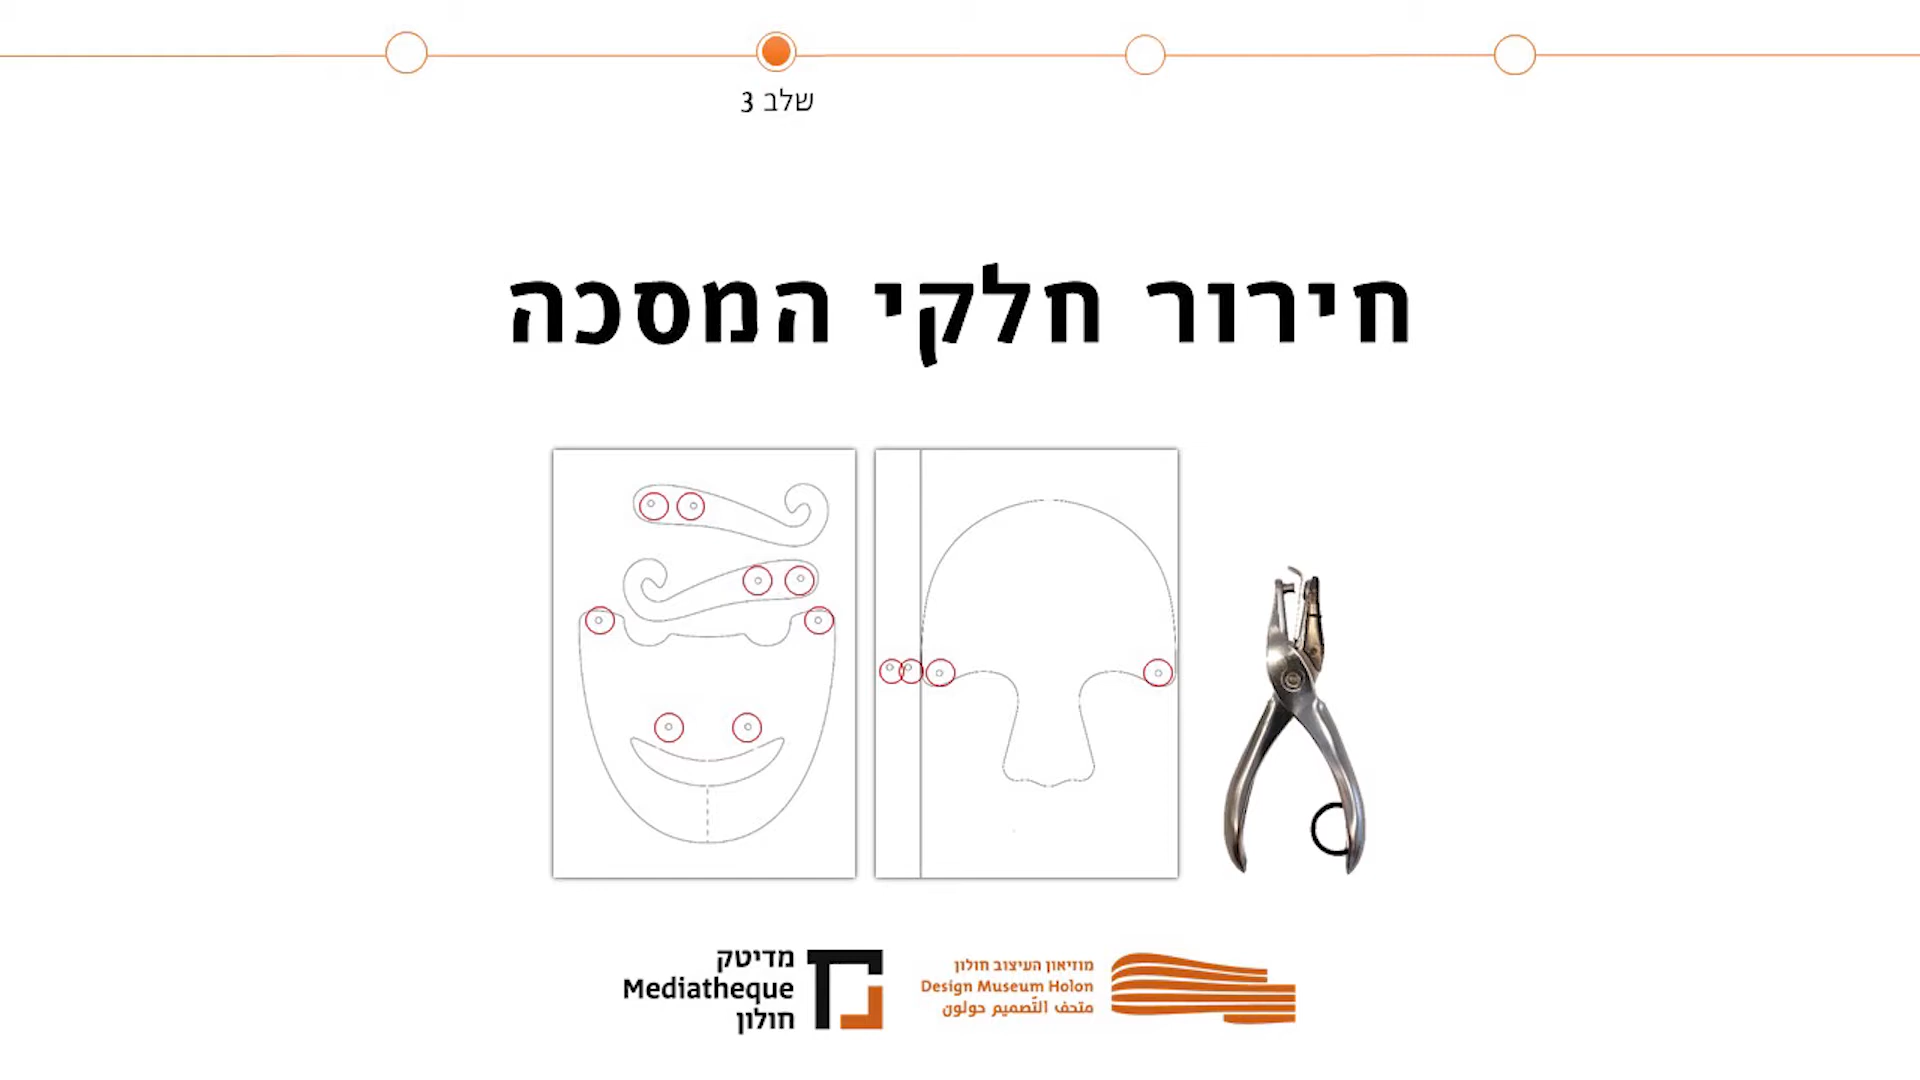 שלב 3
חירור חלקי המסכה
מדיטק
Mediatheque
חולון
מוזיאון העיצוב חולון
Design Museum Holon
متحف التّصميم حولون